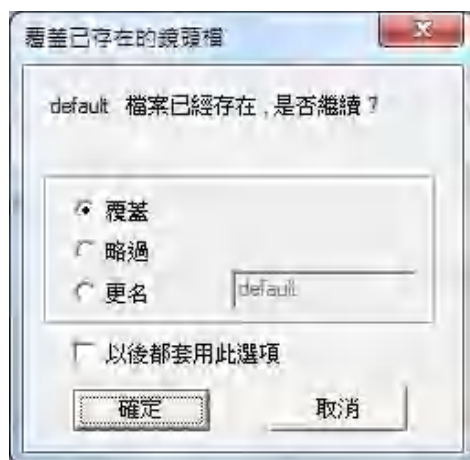 覆蓋已存在的鏡頭檔
default 檔案已經存在 , 是否繼續 ?
覆蓋
略過
更名 default
以後都套用此選項
確定 取消